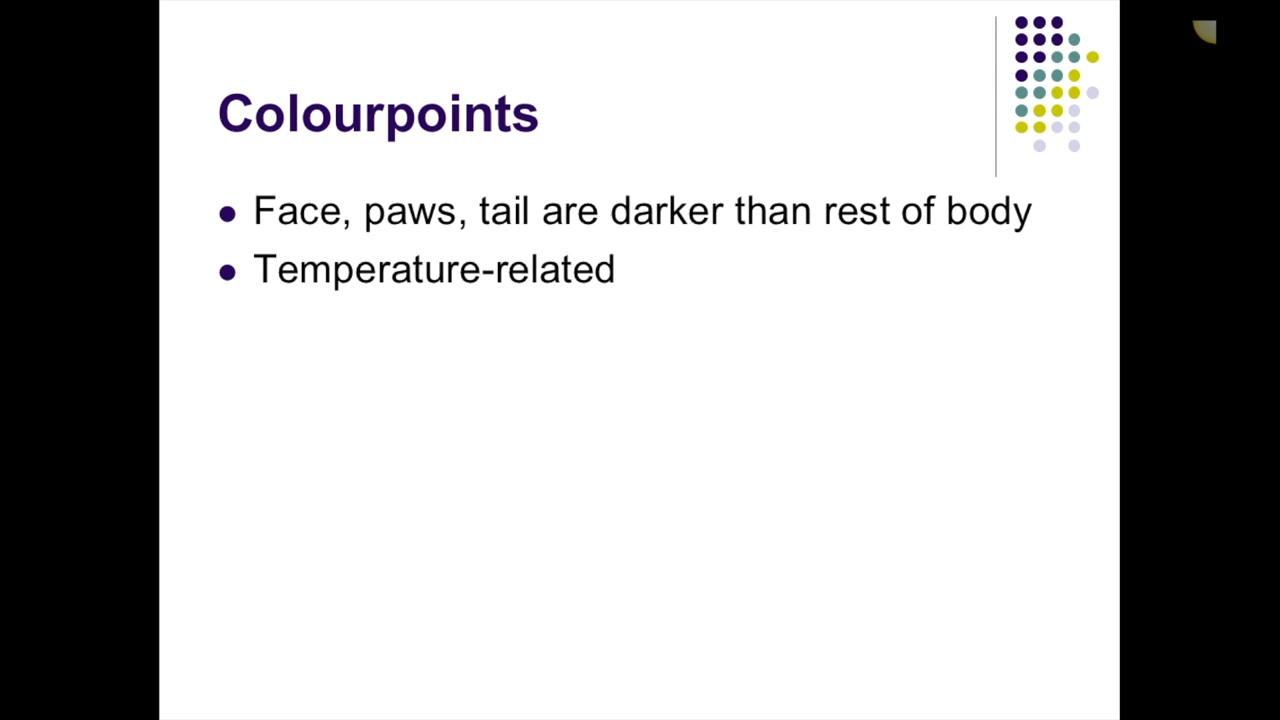 Colourpoints
Face, paws, tail are darker than rest of body
Temperature-related